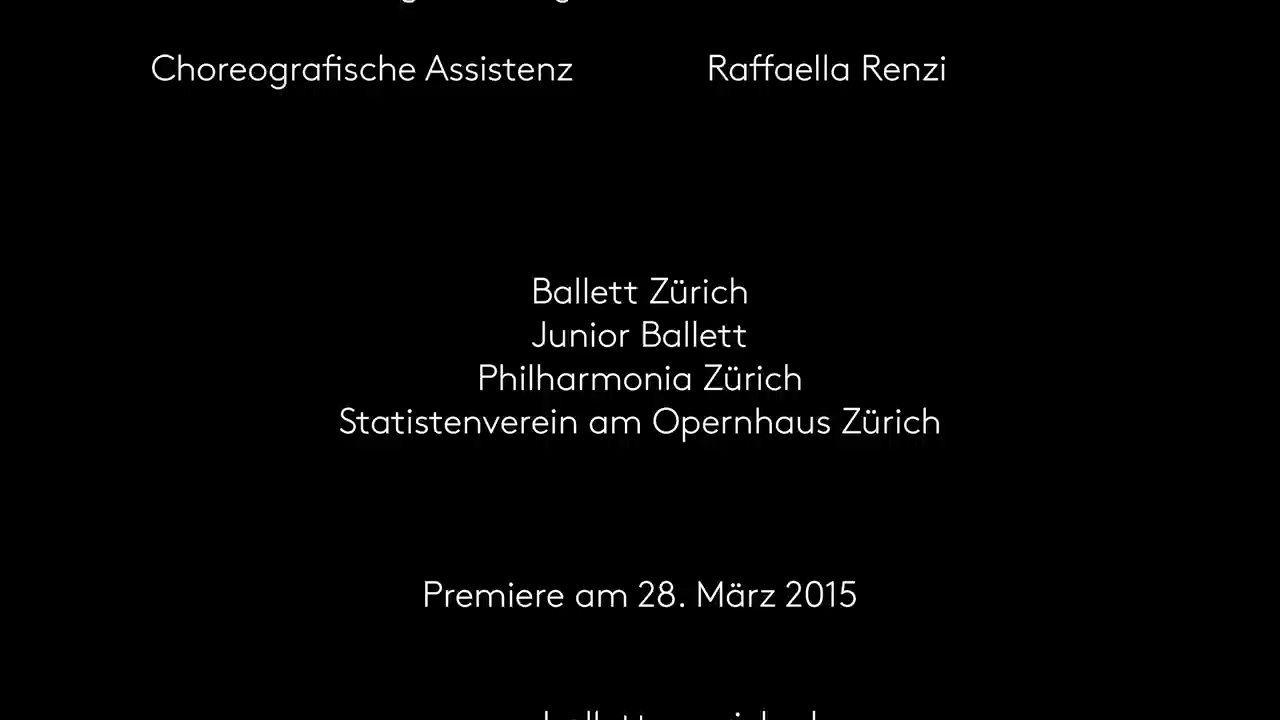 Choreografische Assistenz Raffaella Renzi
Ballett Zürich
Junior Ballett
Philharmonia Zürich
Statistenverein am Opernhaus Zürich
Premiere am 28. März 2015